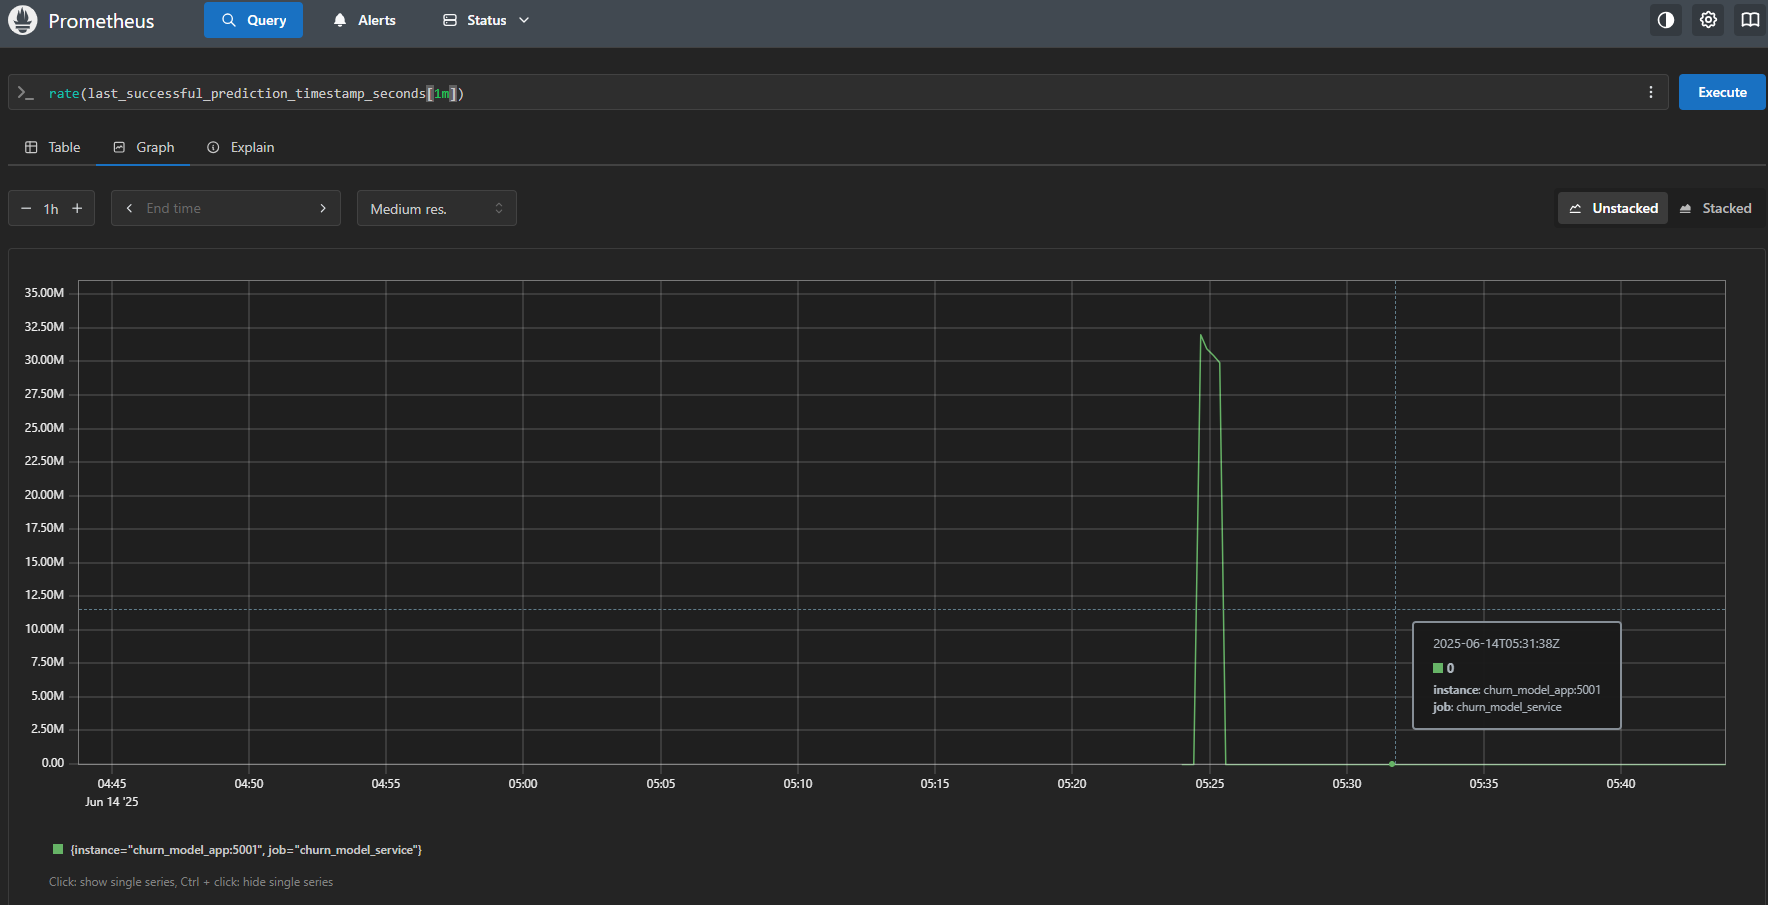 Prometheus Query Alerts Status
rate(last_successful_prediction_timestamp_seconds[1m])
Execute
Table Graph Explain
1h End time Medium res. Unstacked Stacked
35.00M
32.50M
30.00M
27.50M
25.00M
22.50M
20.00M
17.50M
15.00M
12.50M
10.00M
7.50M
5.00M
2.50M
0.00
2025-06-14T05:31:38Z
0
instance: churn_model_app:5001
job: churn_model_service
04:45 04:50 04:55 05:00 05:05 05:10 05:15 05:20 05:25 05:30 05:35 05:40
Jun 14 '25
{instance="churn_model_app:5001", job="churn_model_service"}
Click: show single series, Ctrl + click: hide single series